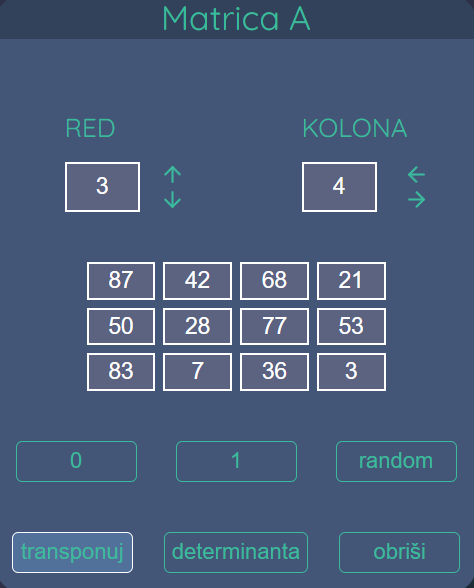 Matrica A
RED KOLONA
3 4
87 42 68 21
50 28 77 53
83 7 36 3
0 1 random
transponuj determinanta obriši